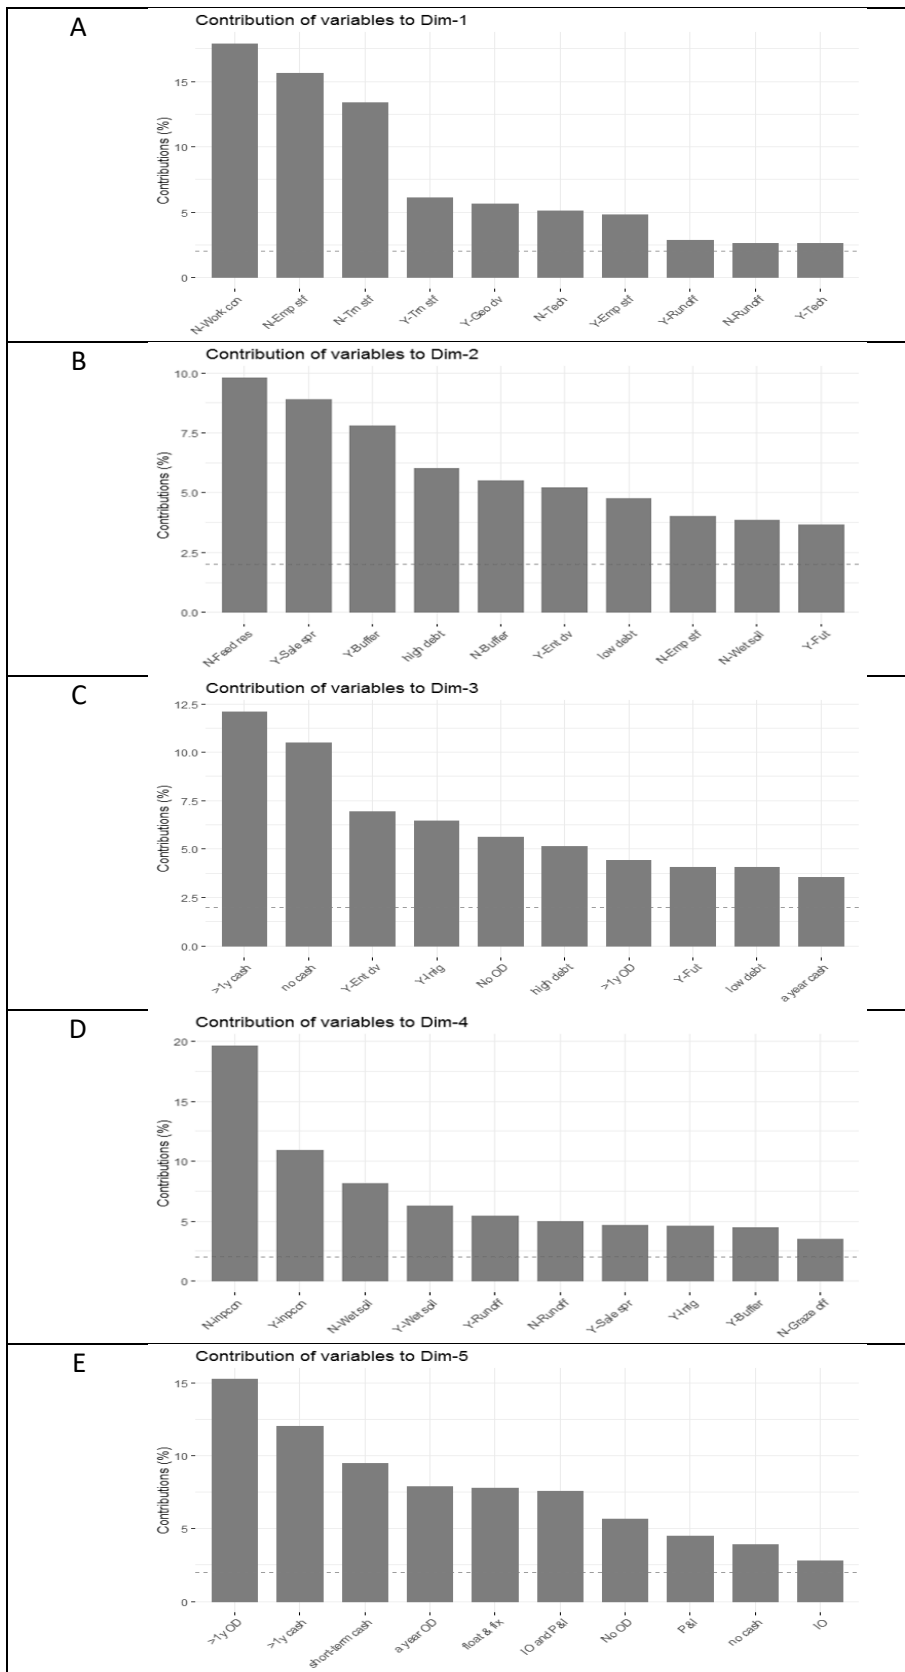 A
Contribution of variables to Dim-1
Contributions (%)
15
10
5
0
N-Work con
N-Emp stf
N-Trn stf
Y-Trn stf
Y-Geo dv
N-Tech
Y-Emp stf
Y-Runoff
N-Runoff
Y-Tech
B
Contribution of variables to Dim-2
Contributions (%)
10.0
7.5
5.0
2.5
0.0
N-Feed res
Y-Sale spr
Y-Buffer
high debt
N-Buffer
Y-Ent dv
low debt
N-Emp stf
N-Wet soil
Y-Fut
C
Contribution of variables to Dim-3
Contributions (%)
12.5
10.0
7.5
5.0
2.5
0.0
>1y cash
no cash
Y-Ent dv
Y-Intg
No OD
high debt
>1y OD
Y-Fut
low debt
a year cash
D
Contribution of variables to Dim-4
Contributions (%)
20
15
10
5
0
N-Inpcon
Y-Inpcon
N-Wet soil
Y-Wet soil
Y-Runoff
N-Runoff
Y-Sale spr
Y-Intg
Y-Buffer
N-Graze off
E
Contribution of variables to Dim-5
Contributions (%)
15
10
5
0
>1y OD
>1y cash
short-term cash
a year OD
float & fix
IO and P&I
No OD
P&I
no cash
IO